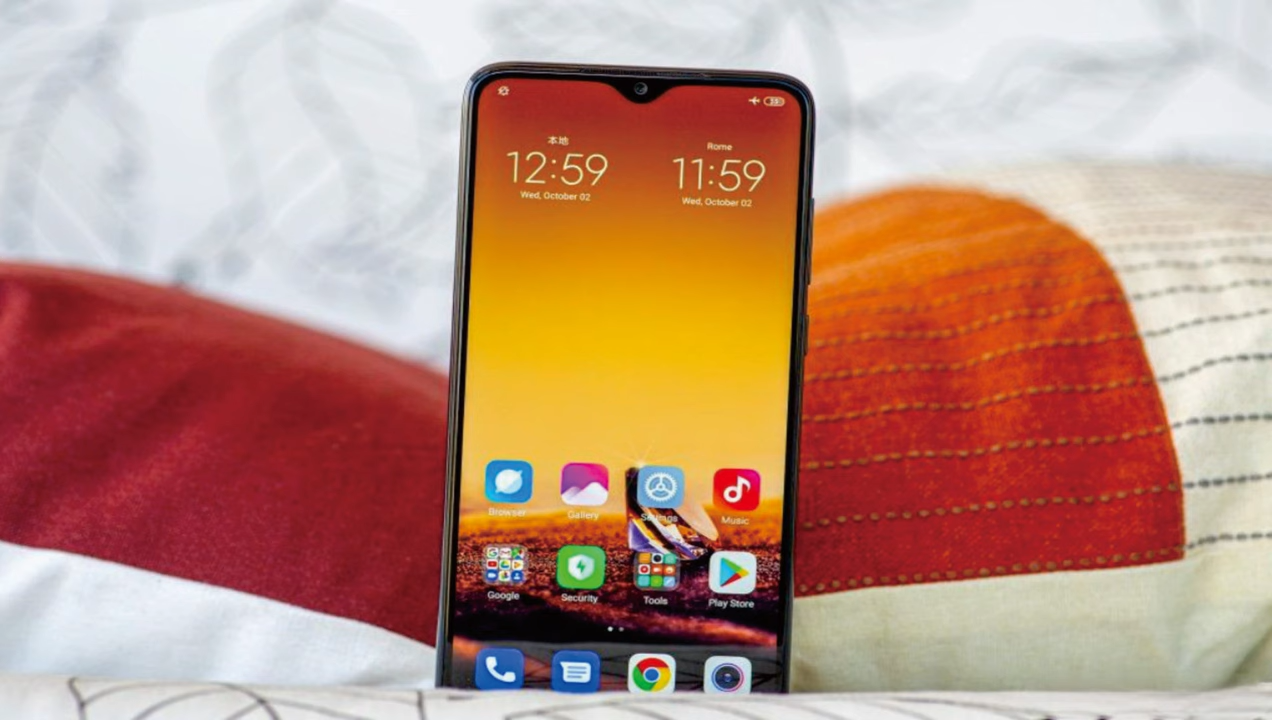 本地
12:59
Wed, October 02
Rome
11:59
Wed, October 02
Browser
Gallery
Settings
Music
Google
Security
Tools
Play Store